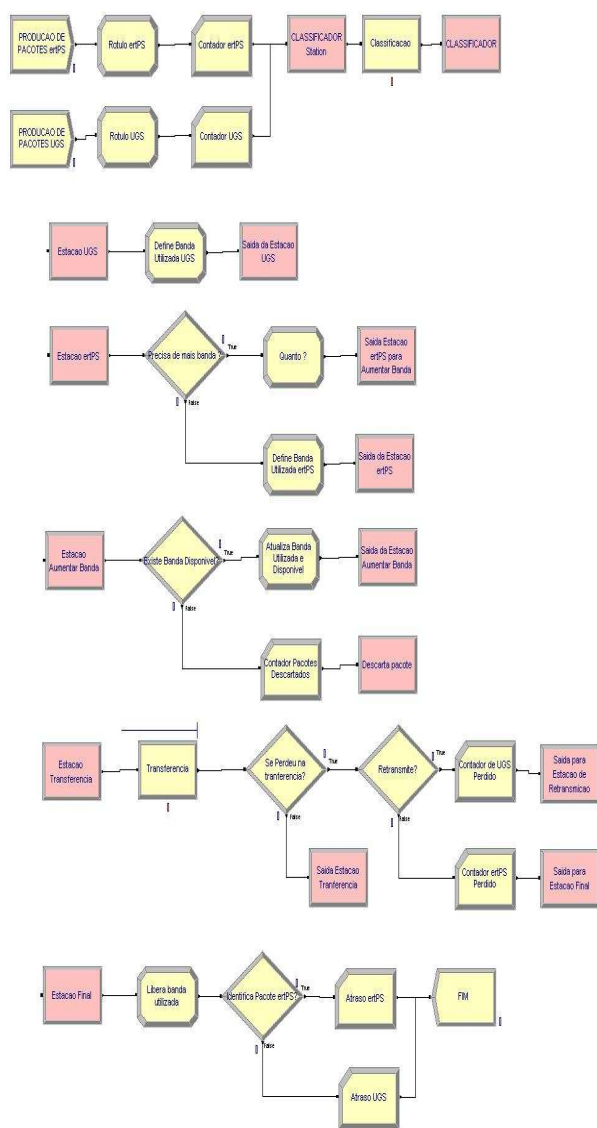 PRODUCAO DE
PACOTES ertPS
Rotulo ertPS
Contador ertPS
CLASSIFICADOR
Station
Classificacao
CLASSIFICADOR
PRODUCAO DE
PACOTES UGS
Rotulo UGS
Contador UGS
Estacao UGS
Define Banda
Utilizada UGS
Saida da Estacao
UGS
Estacao ertPS
Precisa de mais banda ?
True
False
Quanto ?
Saida Estacao
ertPS para
Aumentar Banda
Define Banda
Utilizada ertPS
Saida da Estacao
ertPS
Estacao
Aumentar Banda
Existe Banda Disponivel?
True
False
Atualiza Banda
Utilizada e
Disponivel
Saida da Estacao
Aumentar Banda
Contador Pacotes
Descartados
Descarta pacote
Estacao
Transferencia
Transferencia
Se Perdeu na
tranferencia?
True
False
Retransmite?
True
False
Contador de UGS
Perdido
Saida para
Estacao de
Retransmicao
Saida Estacao
Tranferencia
Contador ertPS
Perdido
Saida para
Estacao Final
Estacao Final
Libera banda
utilizada
Identifica Pacote ertPS?
True
False
Atraso ertPS
FIM
Atraso UGS